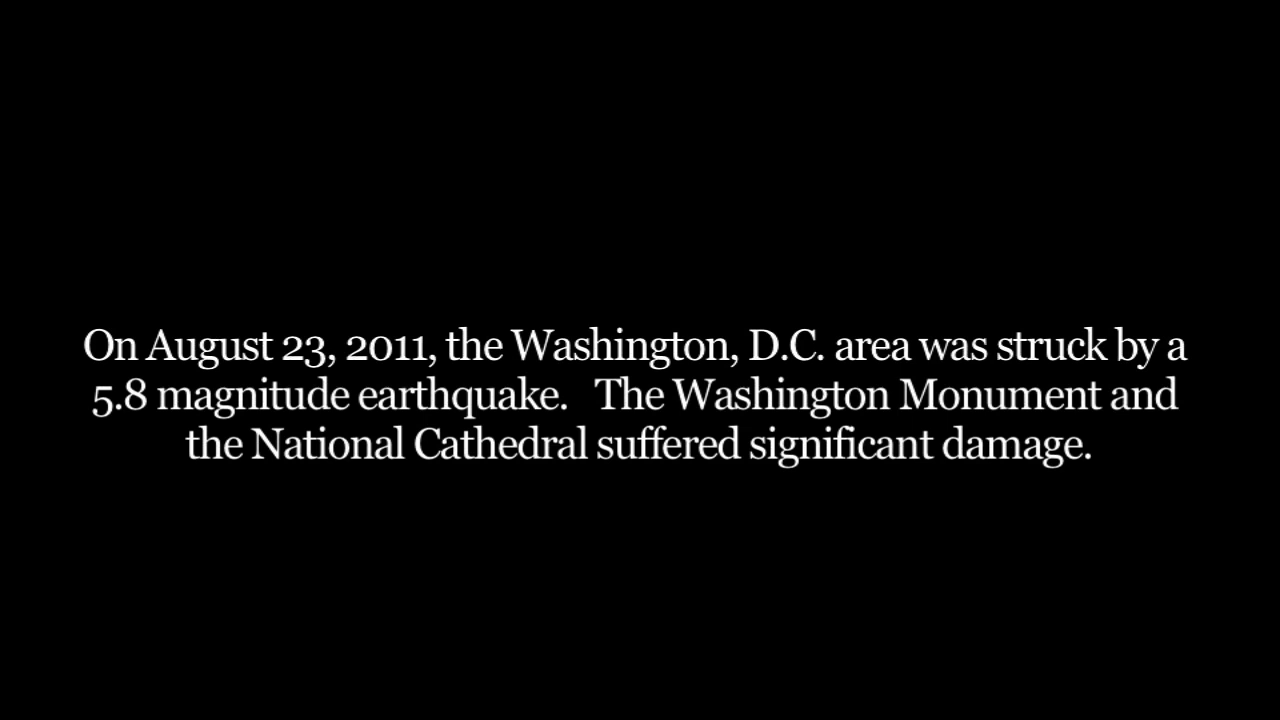 On August 23, 2011, the Washington, D.C. area was struck by a
5.8 magnitude earthquake.   The Washington Monument and
the National Cathedral suffered significant damage.